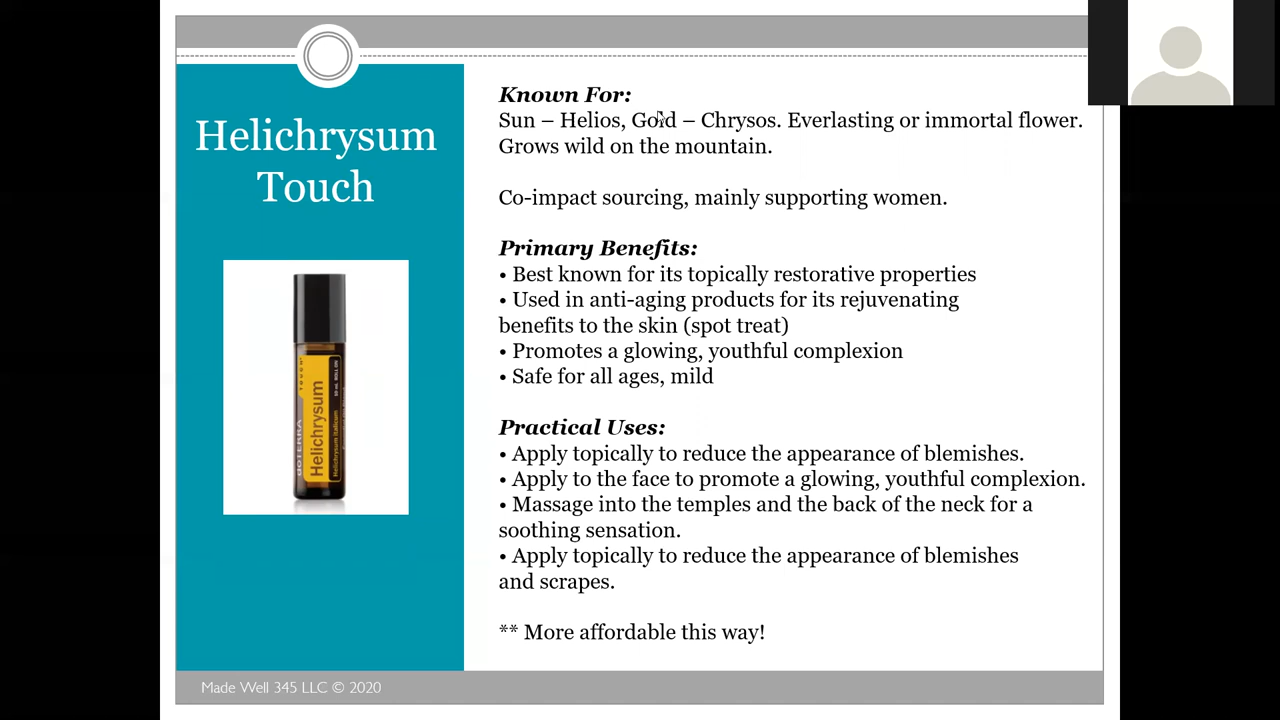 Helichrysum
Touch
TOUCH
doTERRA
Helichrysum
Helichrysum italicum
Known For:
Sun – Helios, Gold – Chrysos. Everlasting or immortal flower.
Grows wild on the mountain.
Co-impact sourcing, mainly supporting women.
Primary Benefits:
• Best known for its topically restorative properties
• Used in anti-aging products for its rejuvenating
benefits to the skin (spot treat)
• Promotes a glowing, youthful complexion
• Safe for all ages, mild
Practical Uses:
• Apply topically to reduce the appearance of blemishes.
• Apply to the face to promote a glowing, youthful complexion.
• Massage into the temples and the back of the neck for a
soothing sensation.
• Apply topically to reduce the appearance of blemishes
and scrapes.
** More affordable this way!
Made Well 345 LLC © 2020